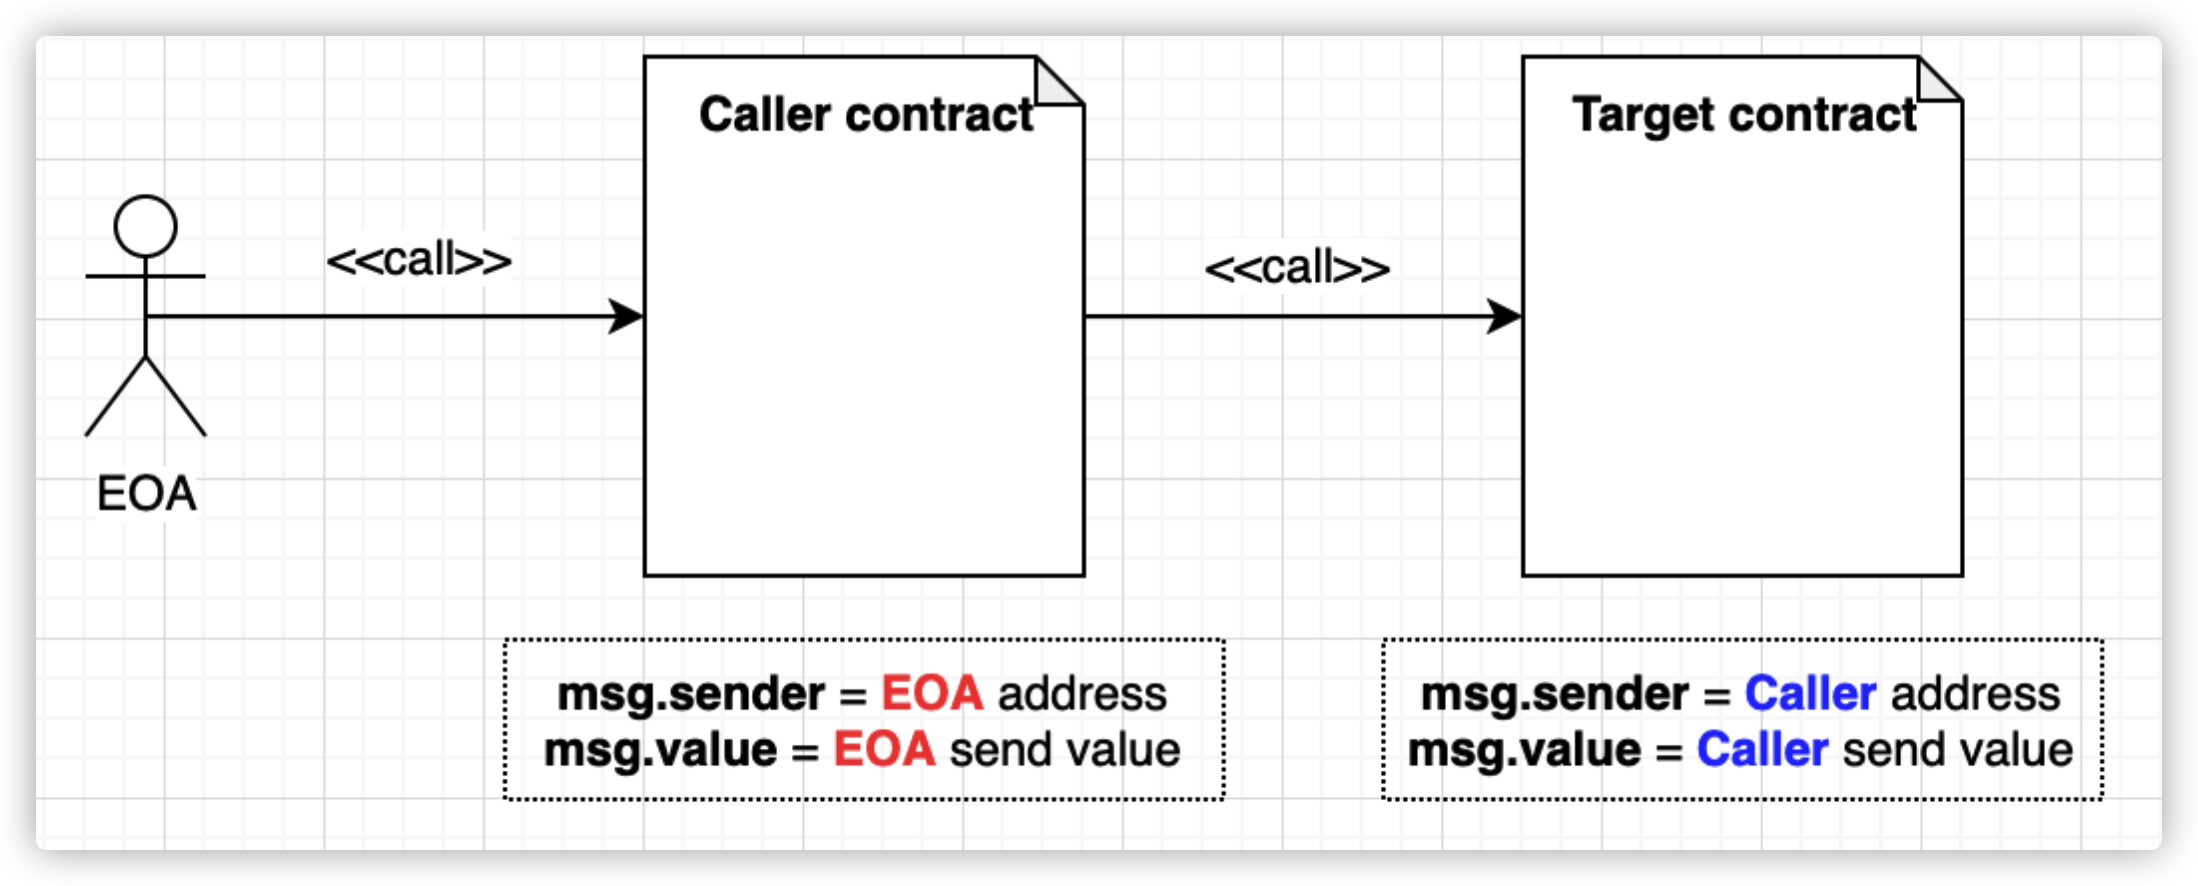 Caller contract
Target contract
<<call>>
<<call>>
EOA
msg.sender = EOA address
msg.value = EOA send value
msg.sender = Caller address
msg.value = Caller send value